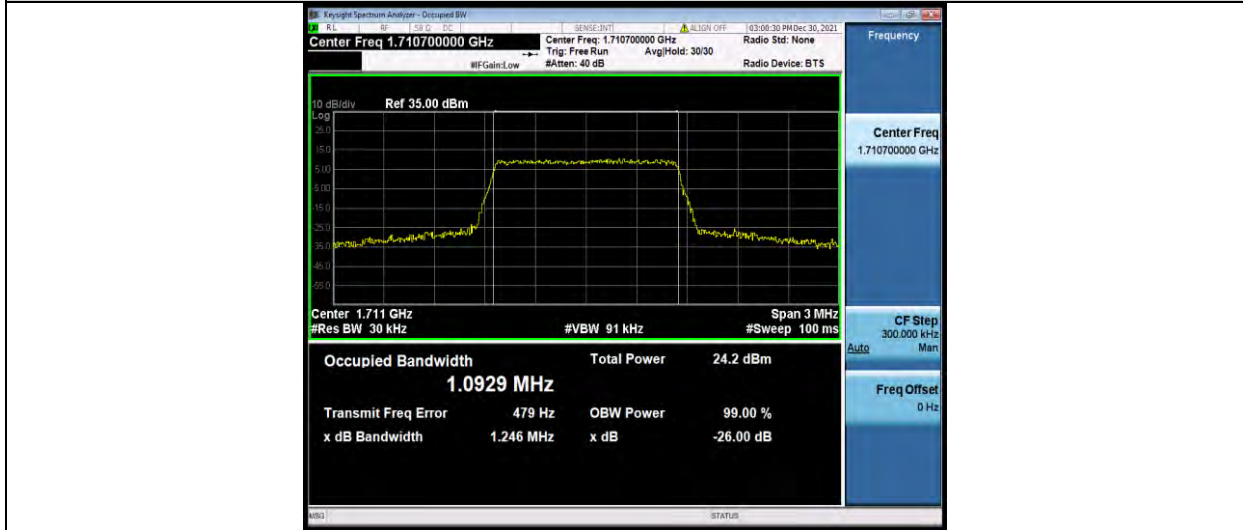 Keysight Spectrum Analyzer - Occupied BW
RL RF 50 Ω DC SENSE:INT ALIGN OFF 03:00:30 PM Dec 30, 2021
Center Freq 1.710700000 GHz
Center Freq: 1.710700000 GHz
Radio Std: None
Trig: Free Run Avg|Hold: 30/30
#IFGain:Low #Atten: 40 dB Radio Device: BTS
10 dB/div Ref 35.00 dBm
Log
25.0
15.0
5.00
-5.00
-15.0
-25.0
-35.0
-45.0
-55.0
Center 1.711 GHz Span 3 MHz
#Res BW 30 kHz #VBW 91 kHz #Sweep 100 ms
Occupied Bandwidth Total Power 24.2 dBm
1.0929 MHz
Transmit Freq Error 479 Hz OBW Power 99.00 %
x dB Bandwidth 1.246 MHz x dB -26.00 dB
MSG STATUS
Frequency
Center Freq
1.710700000 GHz
CF Step
300.000 kHz
Auto Man
Freq Offset
0 Hz